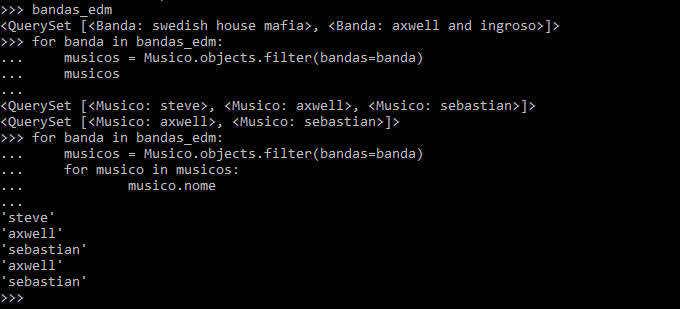 >>> bandas_edm
<QuerySet [<Banda: swedish house mafia>, <Banda: axwell and ingroso>]>
>>> for banda in bandas_edm:
...     musicos = Musico.objects.filter(bandas=banda)
...     musicos
...
<QuerySet [<Musico: steve>, <Musico: axwell>, <Musico: sebastian>]>
<QuerySet [<Musico: axwell>, <Musico: sebastian>]>
>>> for banda in bandas_edm:
...     musicos = Musico.objects.filter(bandas=banda)
...     for musico in musicos:
...             musico.nome
...
'steve'
'axwell'
'sebastian'
'axwell'
'sebastian'
>>>